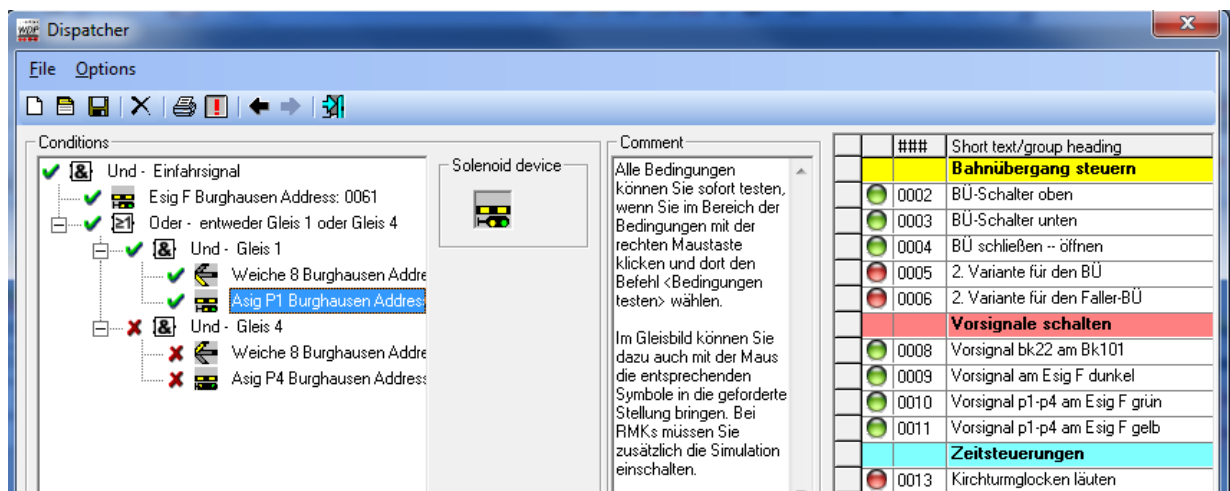 WDP Dispatcher
File Options
Conditions
Und - Einfahrsignal
Esig F Burghausen Address: 0061
≥1 Oder - entweder Gleis 1 oder Gleis 4
& Und - Gleis 1
Weiche 8 Burghausen Addre
Asig P1 Burghausen Address
& Und - Gleis 4
Weiche 8 Burghausen Addre
Asig P4 Burghausen Address
Solenoid device
Comment
Alle Bedingungen
können Sie sofort testen,
wenn Sie im Bereich der
Bedingungen mit der
rechten Maustaste
klicken und dort den
Befehl <Bedingungen
testen> wählen.
Im Gleisbild können Sie
dazu auch mit der Maus
die entsprechenden
Symbole in die geforderte
Stellung bringen. Bei
RMKs müssen Sie
zusätzlich die Simulation
einschalten.
### Short text/group heading
Bahnübergang steuern
0002 BÜ-Schalter oben
0003 BÜ-Schalter unten
0004 BÜ schließen -- öffnen
0005 2. Variante für den BÜ
0006 2. Variante für den Faller-BÜ
Vorsignale schalten
0008 Vorsignal bk22 am Bk101
0009 Vorsignal am Esig F dunkel
0010 Vorsignal p1-p4 am Esig F grün
0011 Vorsignal p1-p4 am Esig F gelb
Zeitsteuerungen
0013 Kirchturmglocken läuten